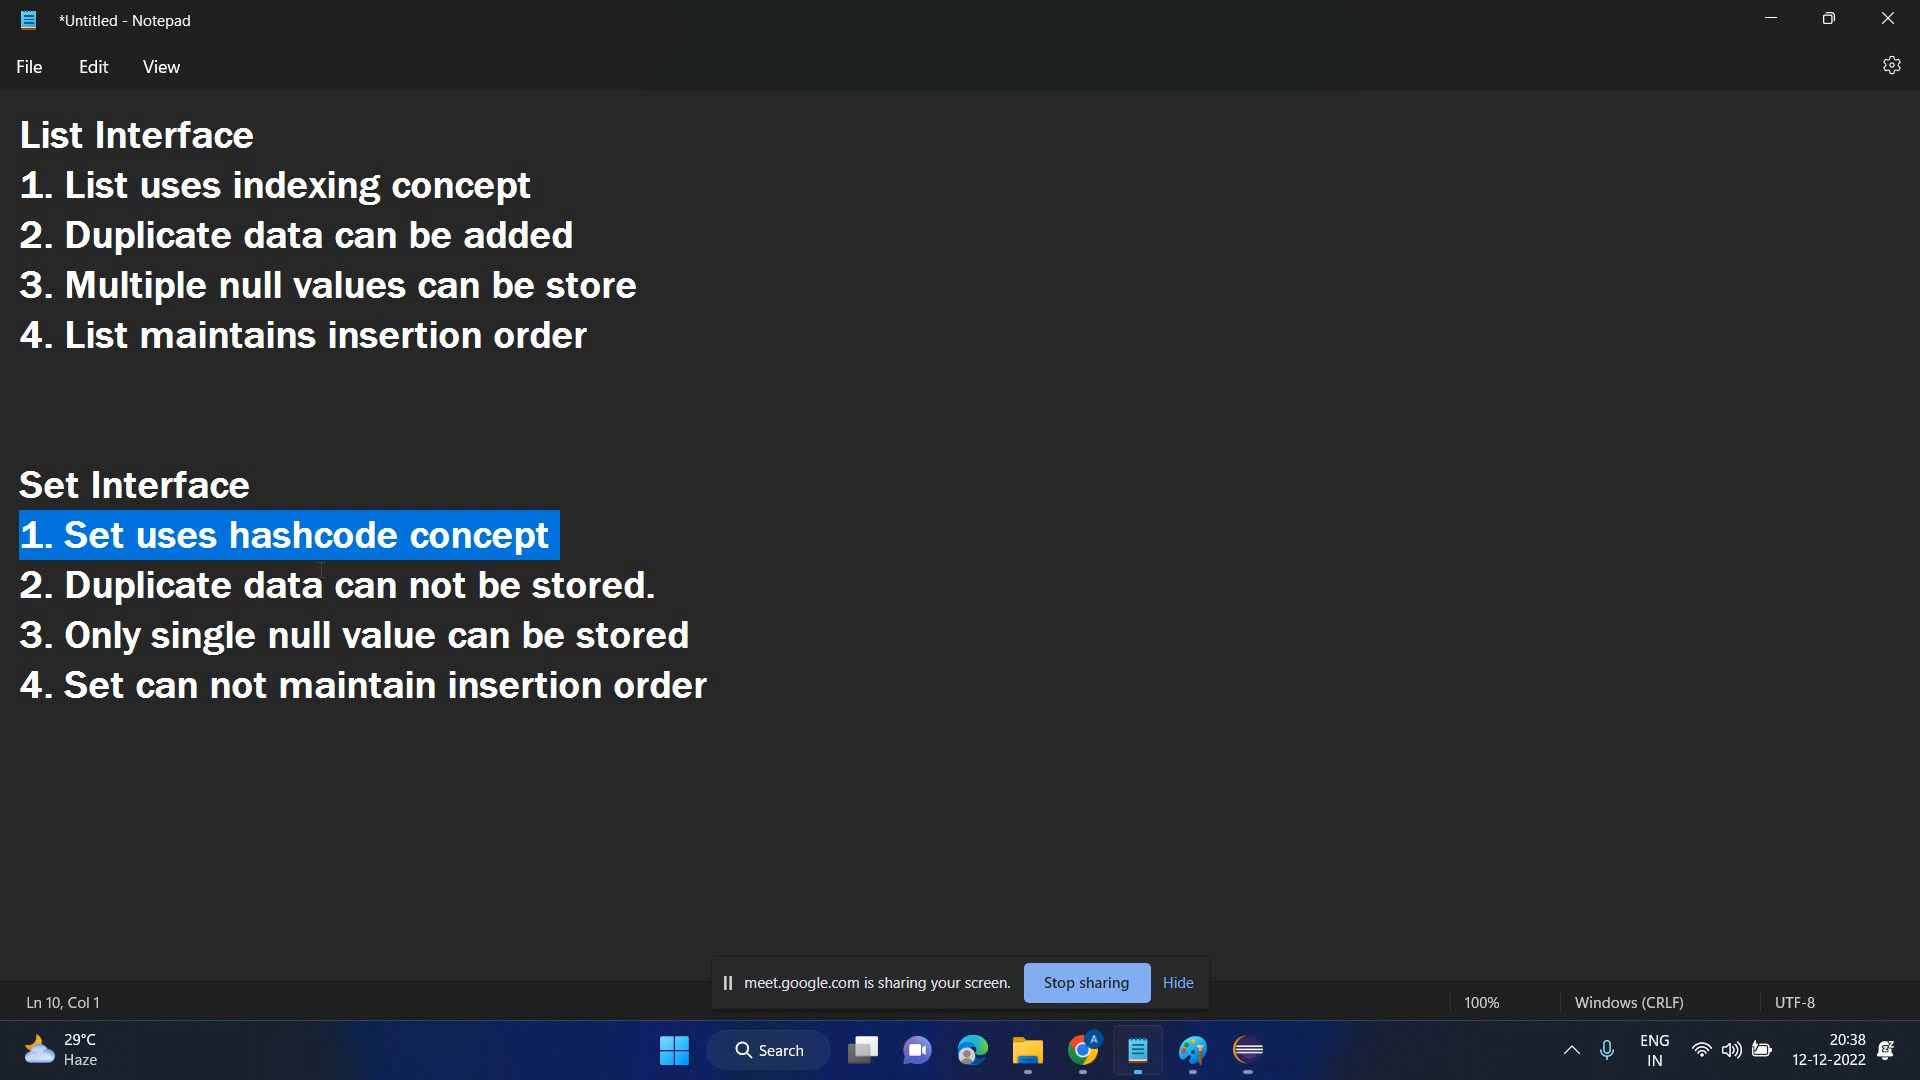 *Untitled - Notepad
File Edit View
List Interface
1. List uses indexing concept
2. Duplicate data can be added
3. Multiple null values can be store
4. List maintains insertion order
Set Interface
1. Set uses hashcode concept
2. Duplicate data can not be stored.
3. Only single null value can be stored
4. Set can not maintain insertion order
meet.google.com is sharing your screen. Stop sharing Hide
Ln 10, Col 1 100% Windows (CRLF) UTF-8
29°C
Haze
Search
A
ENG
IN
20:38
12-12-2022